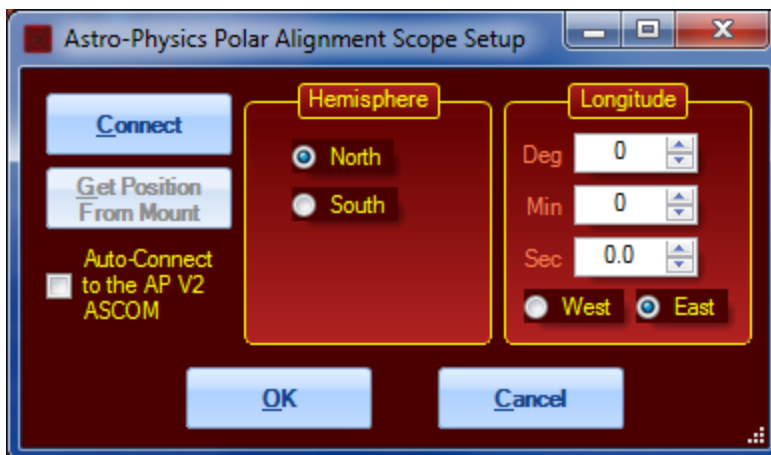 Astro-Physics Polar Alignment Scope Setup
Connect
Get Position
From Mount
Auto-Connect
to the AP V2
ASCOM
Hemisphere
North
South
Longitude
Deg 0
Min 0
Sec 0.0
West East
OK Cancel